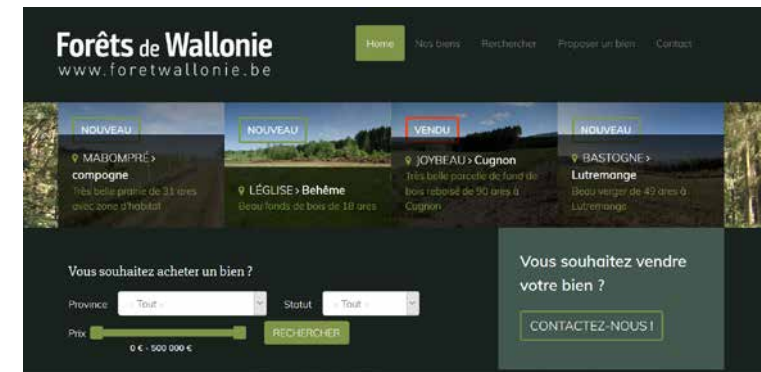 Forêts de Wallonie
www.foretwallonie.be
Home Nos biens Rerchercher Proposer un bien Contact
NOUVEAU
MABOMPRÉ >
compogne
Très belle prairie de 31 ares
avec zone d'habitat
NOUVEAU
LÉGLISE > Behême
Beau fonds de bois de 18 ares
VENDU
JOYBEAU > Cugnon
Très belle parcelle de fond de
bois reboisé de 90 ares à
Cugnon
NOUVEAU
BASTOGNE >
Lutremange
Beau verger de 49 ares à
Lutremange
Vous souhaitez acheter un bien ?
Province - Tout - Statut - Tout -
Prix RECHERCHER
0 € - 500 000 €
Vous souhaitez vendre
votre bien ?
CONTACTEZ-NOUS !